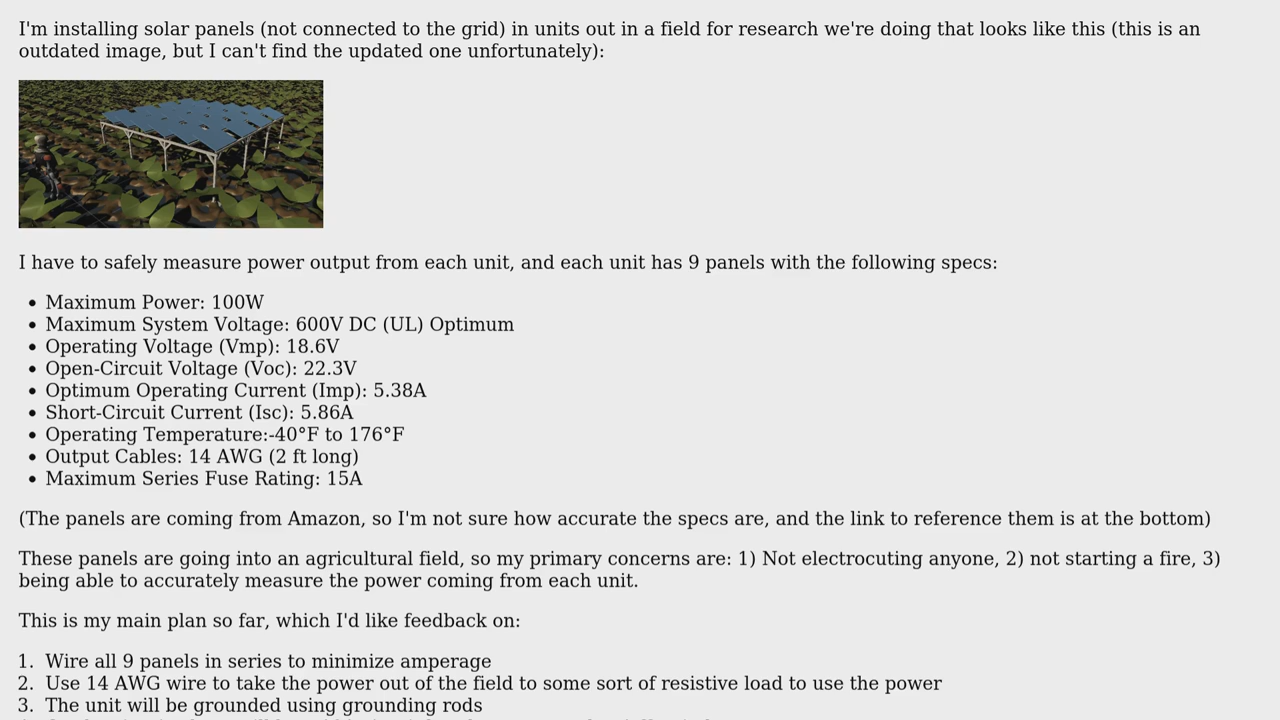 I'm installing solar panels (not connected to the grid) in units out in a field for research we're doing that looks like this (this is an
outdated image, but I can't find the updated one unfortunately):
I have to safely measure power output from each unit, and each unit has 9 panels with the following specs:
• Maximum Power: 100W
• Maximum System Voltage: 600V DC (UL) Optimum
• Operating Voltage (Vmp): 18.6V
• Open-Circuit Voltage (Voc): 22.3V
• Optimum Operating Current (Imp): 5.38A
• Short-Circuit Current (Isc): 5.86A
• Operating Temperature:-40°F to 176°F
• Output Cables: 14 AWG (2 ft long)
• Maximum Series Fuse Rating: 15A
(The panels are coming from Amazon, so I'm not sure how accurate the specs are, and the link to reference them is at the bottom)
These panels are going into an agricultural field, so my primary concerns are: 1) Not electrocuting anyone, 2) not starting a fire, 3)
being able to accurately measure the power coming from each unit.
This is my main plan so far, which I'd like feedback on:
1. Wire all 9 panels in series to minimize amperage
2. Use 14 AWG wire to take the power out of the field to some sort of resistive load to use the power
3. The unit will be grounded using grounding rods